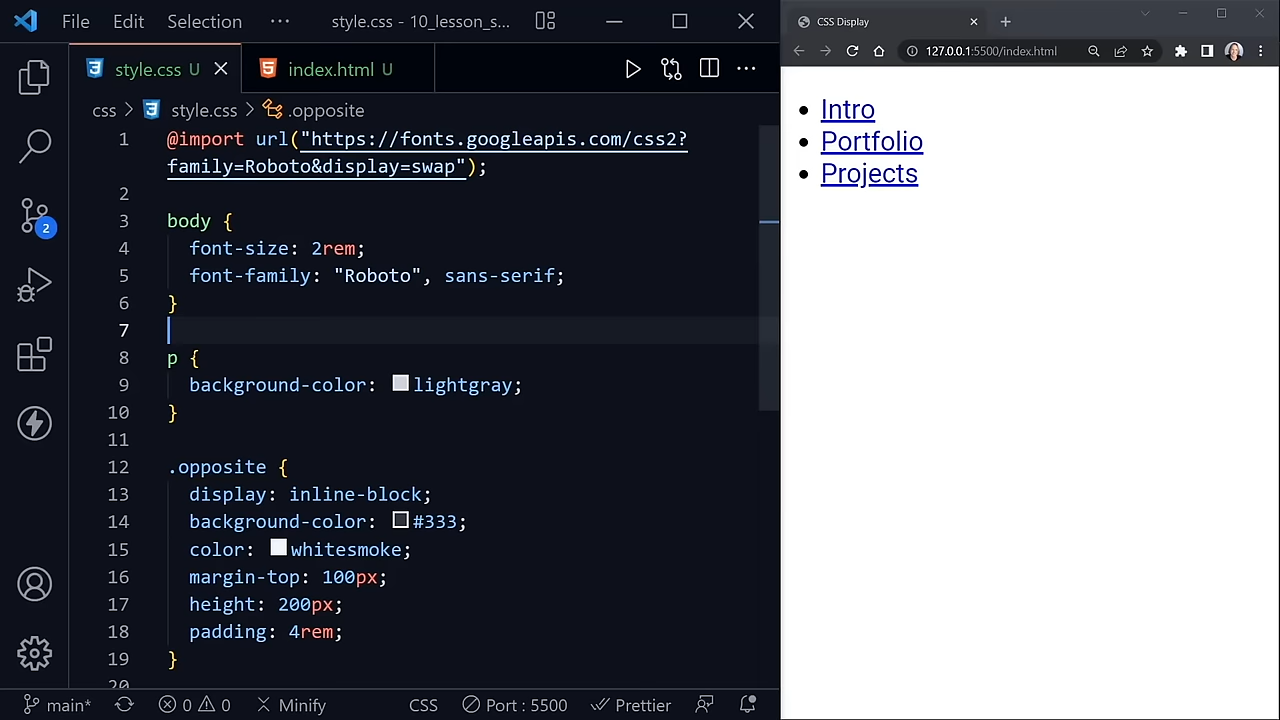 File Edit Selection ··· style.css - 10_lesson_s...
style.css U index.html U
css > style.css > .opposite
1 @import url("https://fonts.googleapis.com/css2?
family=Roboto&display=swap");
2
3 body {
4 font-size: 2rem;
5 font-family: "Roboto", sans-serif;
6 }
7
8 p {
9 background-color: lightgray;
10 }
11
12 .opposite {
13 display: inline-block;
14 background-color: #333;
15 color: whitesmoke;
16 margin-top: 100px;
17 height: 200px;
18 padding: 4rem;
19 }
20
2
main* 0 0 Minify CSS Port : 5500 Prettier
CSS Display
127.0.0.1:5500/index.html
• Intro
• Portfolio
• Projects